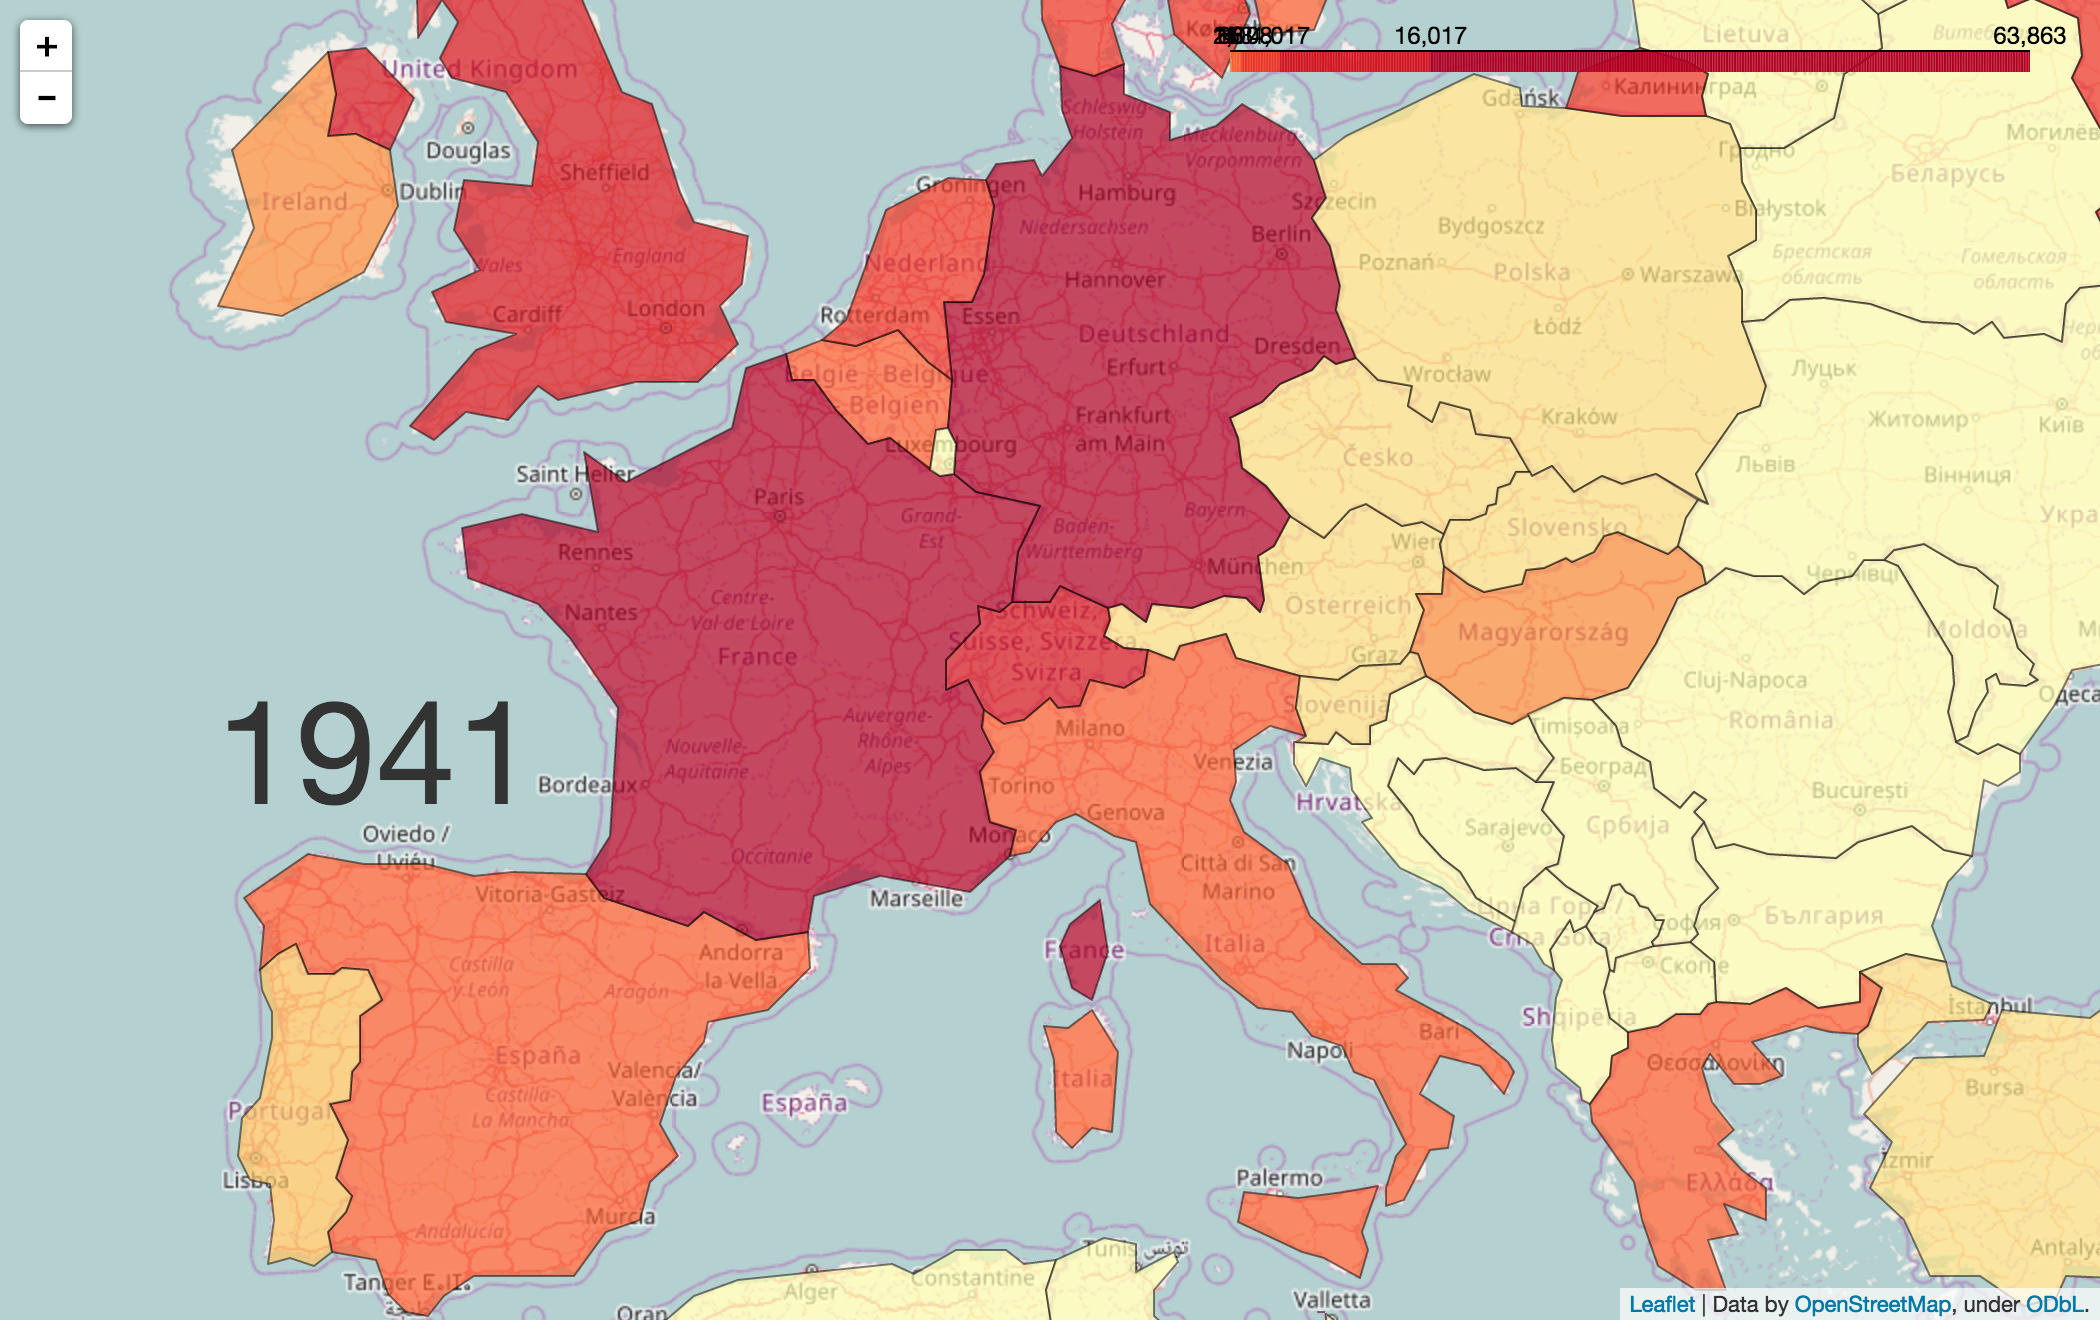 +
−
16,017
63,863
1941
København
Lietuva
Калининград
Gdańsk
Гродно
Могилёв
Беларусь
Białystok
Брестская
область
Гомельская
область
United Kingdom
Douglas
Dublin
Ireland
Sheffield
England
Wales
Cardiff
London
Schleswig-
Holstein
Mecklenburg-
Vorpommern
Groningen
Hamburg
Niedersachsen
Berlin
Szczecin
Bydgoszcz
Nederland
Hannover
Poznań
Polska
Warszawa
Rotterdam
Essen
Deutschland
Dresden
Łódź
Erfurt
Wrocław
Луцьк
België - Belgique
Belgien
Frankfurt
am Main
Kraków
Житомир
Київ
Luxembourg
Česko
Львів
Вінниця
Saint Helier
Paris
Grand-
Est
Baden-
Württemberg
Bayern
Slovensko
Укра
Rennes
Wien
München
Чернівці
Nantes
Centre-
Val de Loire
Schweiz,
Suisse, Svizzera,
Svizra
Österreich
Magyarország
Moldova
France
Graz
Cluj-Napoca
Одеса
Slovenija
Timișoara
România
Auvergne-
Rhône-
Alpes
Milano
Nouvelle-
Aquitaine
Bordeaux
Torino
Venezia
Београд
București
Hrvatska
Genova
Monaco
Sarajevo
Србија
Oviedo /
Uviéu
Occitanie
Città di San
Marino
Vitoria-Gasteiz
Marseille
Црна Гора /
Crna Gora
София
България
Andorra
la Vella
France
Italia
Скопје
Castilla
y León
Aragón
İstanbul
Shqipëria
España
Napoli
Bari
Θεσσαλονίκη
Valencia/
València
Italia
Bursa
Castilla-
La Mancha
España
Portugal
Lisboa
Palermo
Ελλάδα
İzmir
Murcia
Andalucía
Tunis تونس
Antalya
Constantine
Alger
Valletta
Oran
Leaflet | Data by OpenStreetMap, under ODbL.